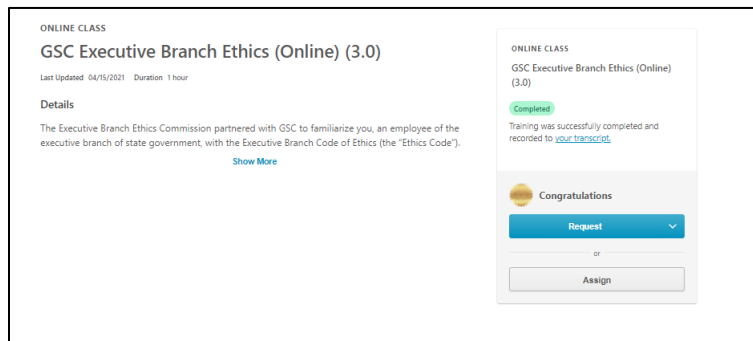 ONLINE CLASS
GSC Executive Branch Ethics (Online) (3.0)
Last Updated 04/15/2021 Duration 1 hour
Details
The Executive Branch Ethics Commission partnered with GSC to familiarize you, an employee of the
executive branch of state government, with the Executive Branch Code of Ethics (the “Ethics Code”).
Show More
ONLINE CLASS
GSC Executive Branch Ethics (Online)
(3.0)
Completed
Training was successfully completed and
recorded to your transcript.
Congratulations
Request
or
Assign